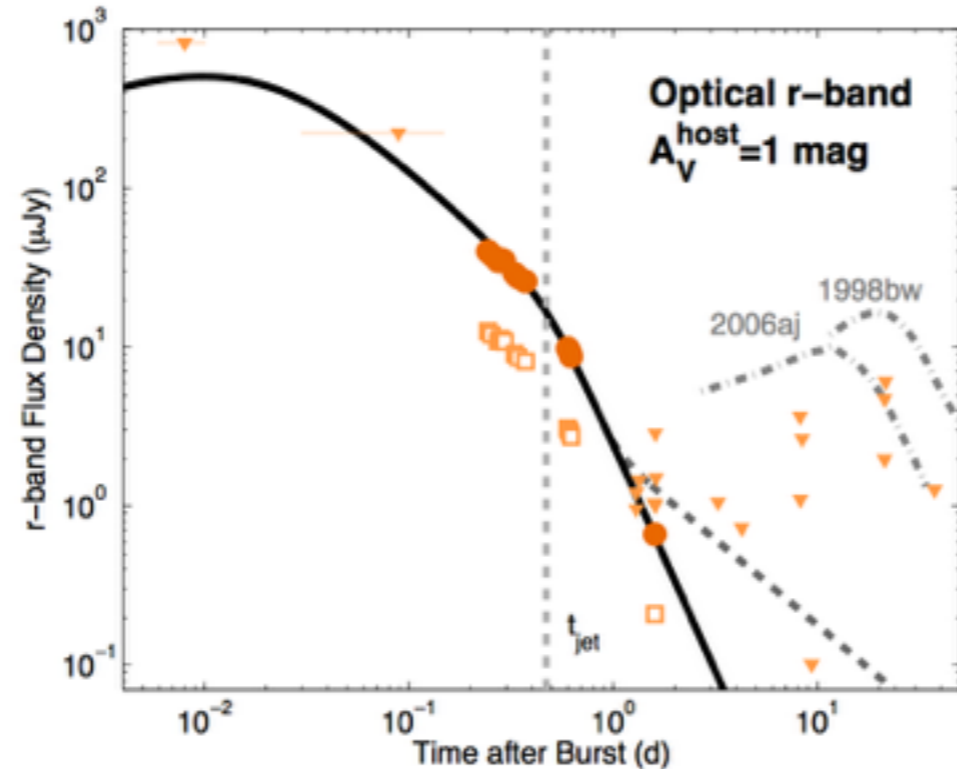 Optical r−band
A_V^host=1 mag
1998bw
2006aj
t_jet
r−band Flux Density (μJy)
10^3
10^2
10^1
10^0
10^−1
10^−2
10^−1
10^0
10^1
Time after Burst (d)